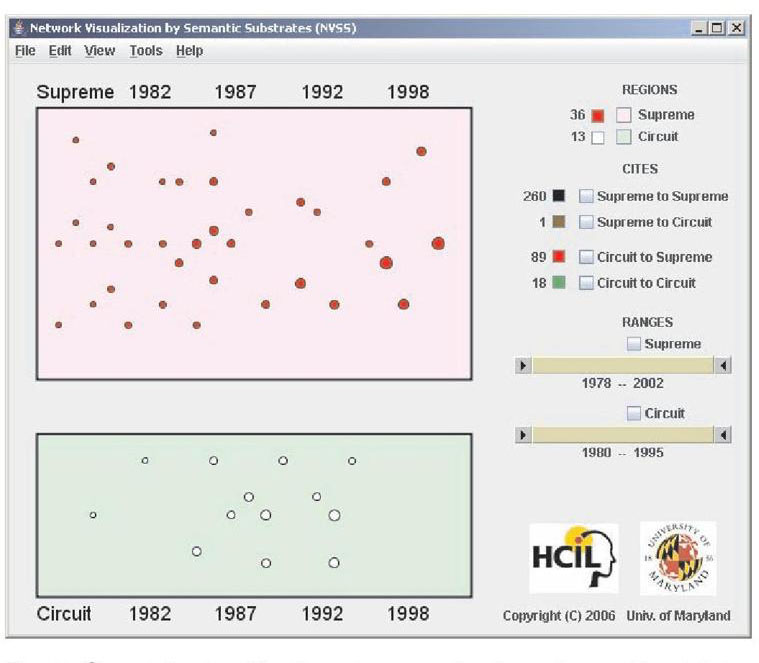 Network Visualization by Semantic Substrates (NVSS)
File Edit View Tools Help
Supreme 1982 1987 1992 1998
REGIONS
36 Supreme
13 Circuit
CITES
260 Supreme to Supreme
1 Supreme to Circuit
89 Circuit to Supreme
18 Circuit to Circuit
RANGES
Supreme
1978 -- 2002
Circuit
1980 -- 1995
HCIL
UNIVERSITY OF
18 56
MARYLAND
Circuit 1982 1987 1992 1998
Copyright (C) 2006 Univ. of Maryland